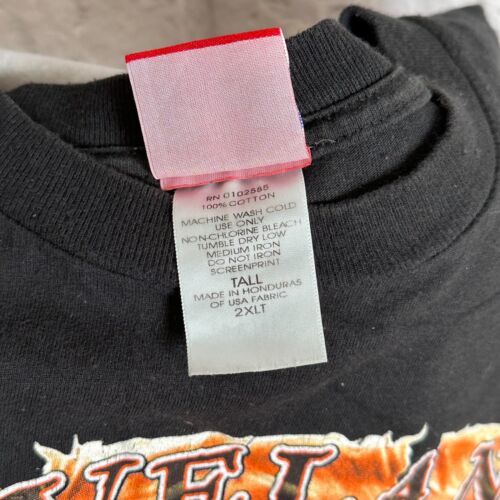 RN 0102585
100% COTTON
MACHINE WASH COLD
USE ONLY
NON-CHLORINE BLEACH
TUMBLE DRY LOW
MEDIUM IRON
DO NOT IRON
SCREENPRINT
TALL
MADE IN HONDURAS
OF USA FABRIC
2XLT